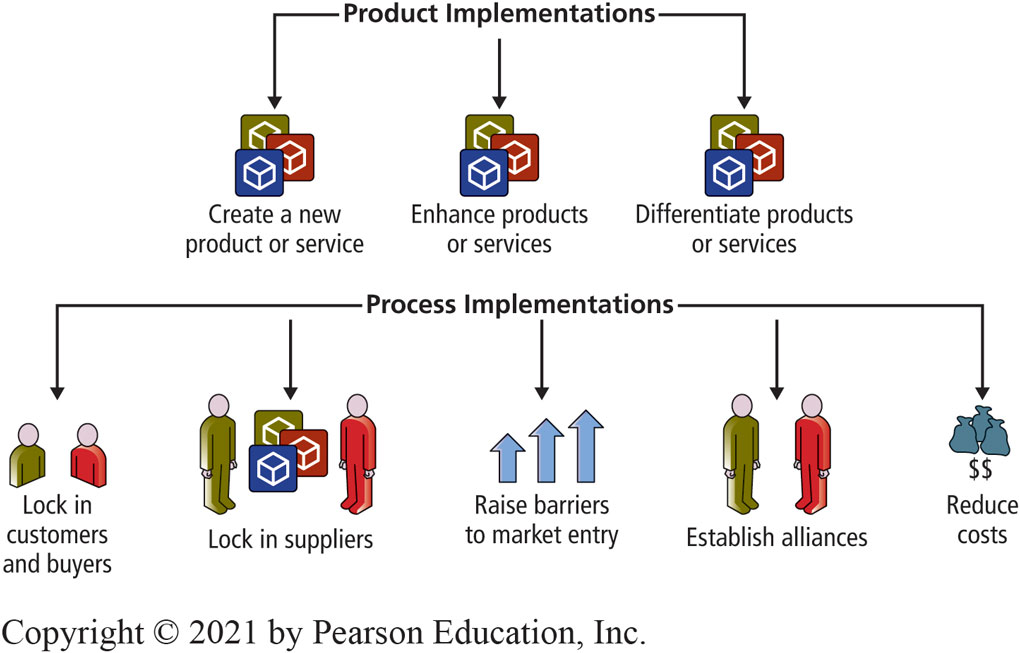 Product Implementations
Create a new
product or service
Enhance products
or services
Differentiate products
or services
Process Implementations
Lock in
customers
and buyers
Lock in suppliers
Raise barriers
to market entry
Establish alliances
$$
Reduce
costs
Copyright © 2021 by Pearson Education, Inc.